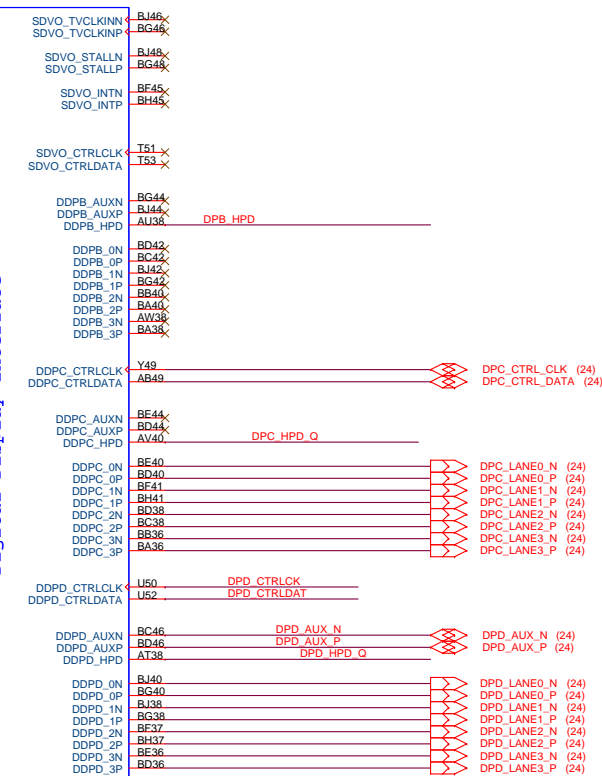 SDVO_TVCLKINN BJ46
SDVO_TVCLKINP BG46
SDVO_STALLN BJ48
SDVO_STALLP BG48
SDVO_INTN BF45
SDVO_INTP BH45
SDVO_CTRLCLK T51
SDVO_CTRLDATA T53
DDPB_AUXN BG44
DDPB_AUXP BJ44
DDPB_HPD AU38 DPB_HPD
DDPB_0N BD42
DDPB_0P BC42
DDPB_1N BJ42
DDPB_1P BG42
DDPB_2N BB40
DDPB_2P BA40
DDPB_3N AW38
DDPB_3P BA38
DDPC_CTRLCLK Y49 DPC_CTRL_CLK (24)
DDPC_CTRLDATA AB49 DPC_CTRL_DATA (24)
DDPC_AUXN BE44
DDPC_AUXP BD44
DDPC_HPD AV40 DPC_HPD_Q
DDPC_0N BE40 DPC_LANE0_N (24)
DDPC_0P BD40 DPC_LANE0_P (24)
DDPC_1N BF41 DPC_LANE1_N (24)
DDPC_1P BH41 DPC_LANE1_P (24)
DDPC_2N BD38 DPC_LANE2_N (24)
DDPC_2P BC38 DPC_LANE2_P (24)
DDPC_3N BB36 DPC_LANE3_N (24)
DDPC_3P BA36 DPC_LANE3_P (24)
DDPD_CTRLCLK U50 DPD_CTRLCK
DDPD_CTRLDATA U52 DPD_CTRLDAT
DDPD_AUXN BC46 DPD_AUX_N DPD_AUX_N (24)
DDPD_AUXP BD46 DPD_AUX_P DPD_AUX_P (24)
DDPD_HPD AT38 DPD_HPD_Q
DDPD_0N BJ40 DPD_LANE0_N (24)
DDPD_0P BG40 DPD_LANE0_P (24)
DDPD_1N BJ38 DPD_LANE1_N (24)
DDPD_1P BG38 DPD_LANE1_P (24)
DDPD_2N BF37 DPD_LANE2_N (24)
DDPD_2P BH37 DPD_LANE2_P (24)
DDPD_3N BE36 DPD_LANE3_N (24)
DDPD_3P BD36 DPD_LANE3_P (24)